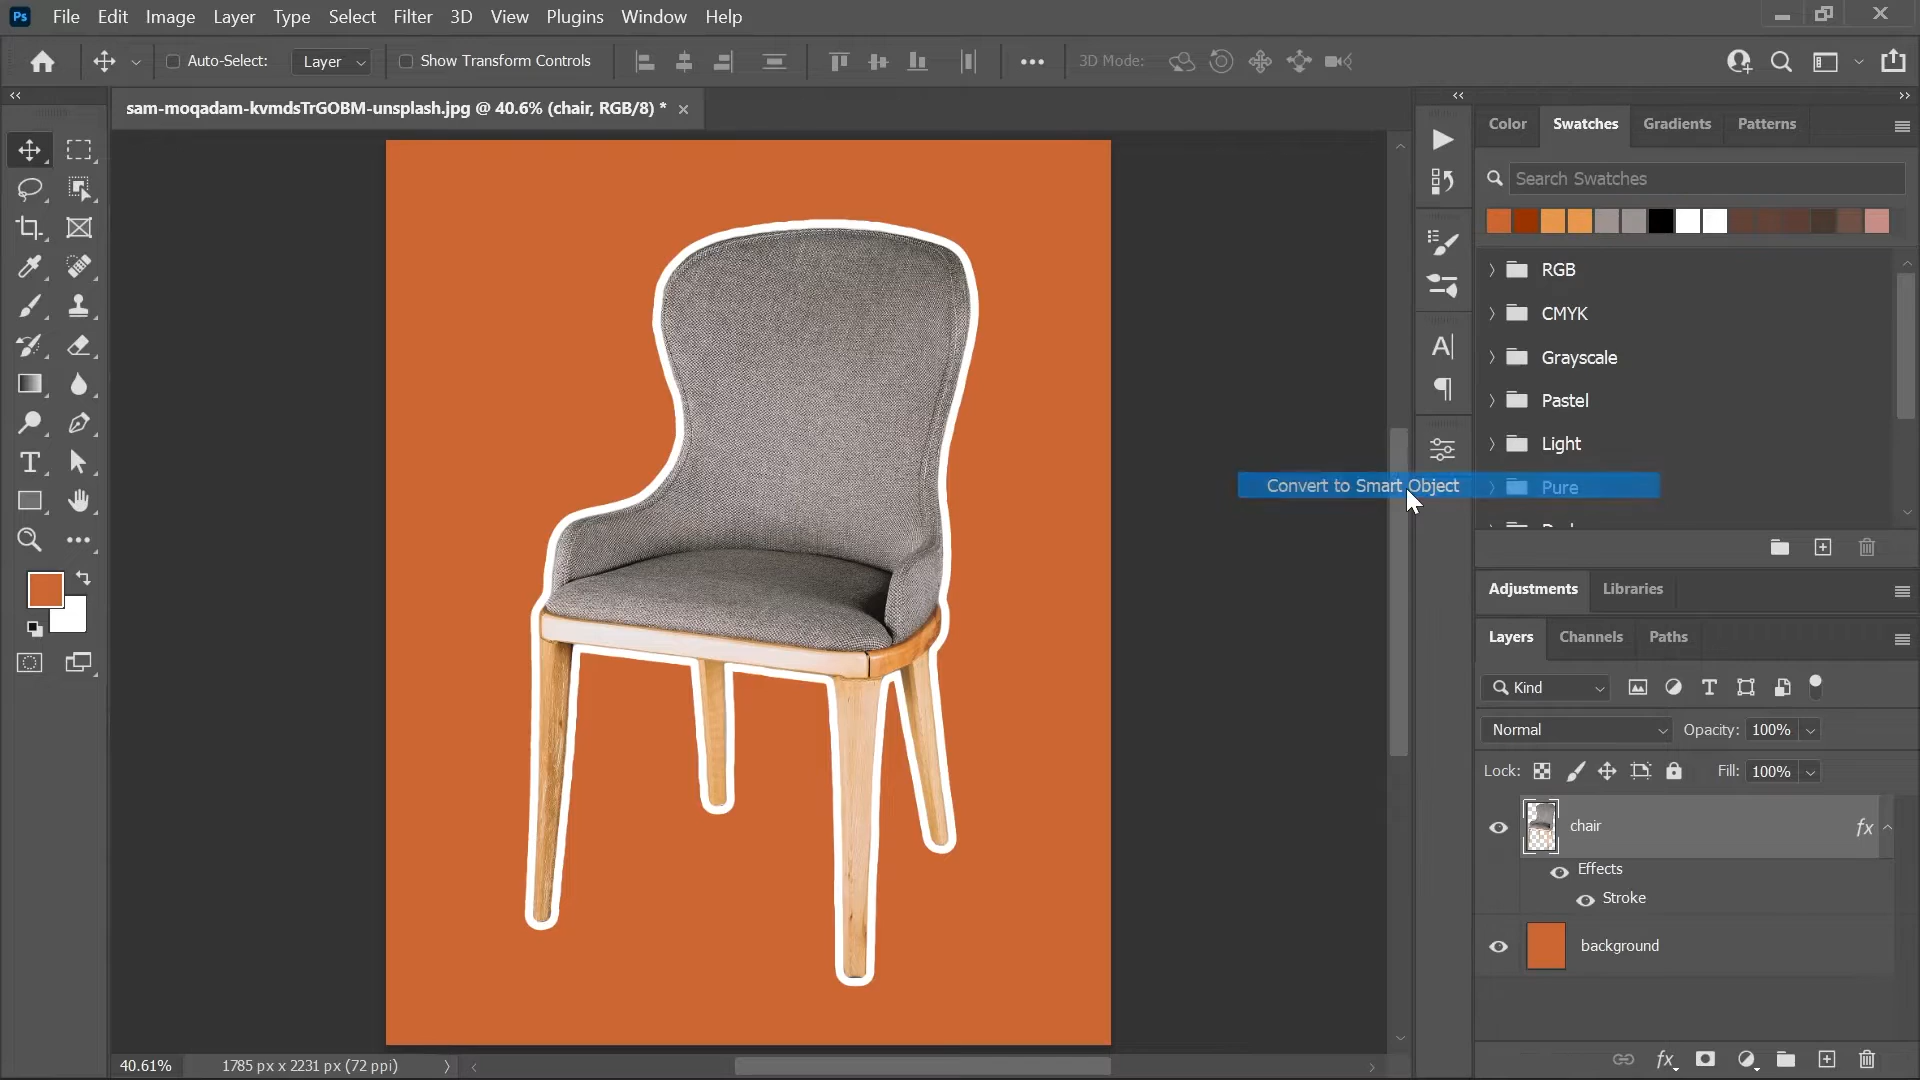 Ps File Edit Image Layer Type Select Filter 3D View Plugins Window Help
Auto-Select: Layer Show Transform Controls 3D Mode:
sam-moqadam-kvmdsTrGOBM-unsplash.jpg @ 40.6% (chair, RGB/8) *
Color Swatches Gradients Patterns
Search Swatches
RGB
CMYK
Grayscale
Pastel
Light
Convert to Smart Object
Pure
Adjustments Libraries
Layers Channels Paths
Kind
Normal Opacity: 100%
Lock: Fill: 100%
chair fx
Effects
Stroke
background
40.61% 1785 px x 2231 px (72 ppi)
fx